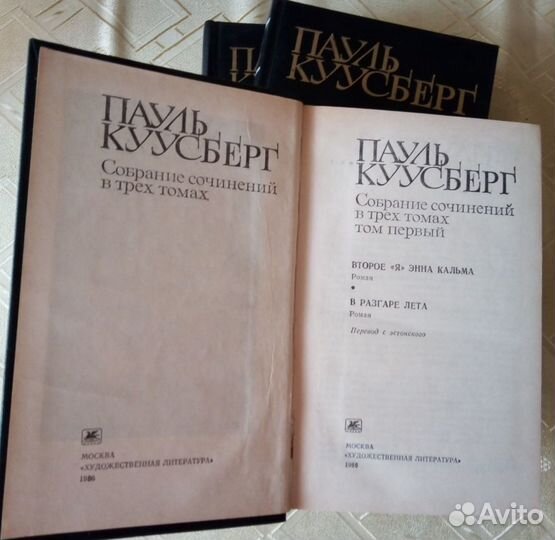 ПАУЛЬ
КУУСБЕРГ
ПАУЛЬ
КУУСБЕРГ
Собрание сочинений
в трех томах
МОСКВА
«ХУДОЖЕСТВЕННАЯ ЛИТЕРАТУРА»
1986
ПАУЛЬ
КУУСБЕРГ
Собрание сочинений
в трех томах
том первый
ВТОРОЕ «Я» ЭННА КАЛЬМА
Роман
В РАЗГАРЕ ЛЕТА
Роман
Перевод с эстонского
МОСКВА
«ХУДОЖЕСТВЕННАЯ ЛИТЕРАТУРА»
1986
Avito